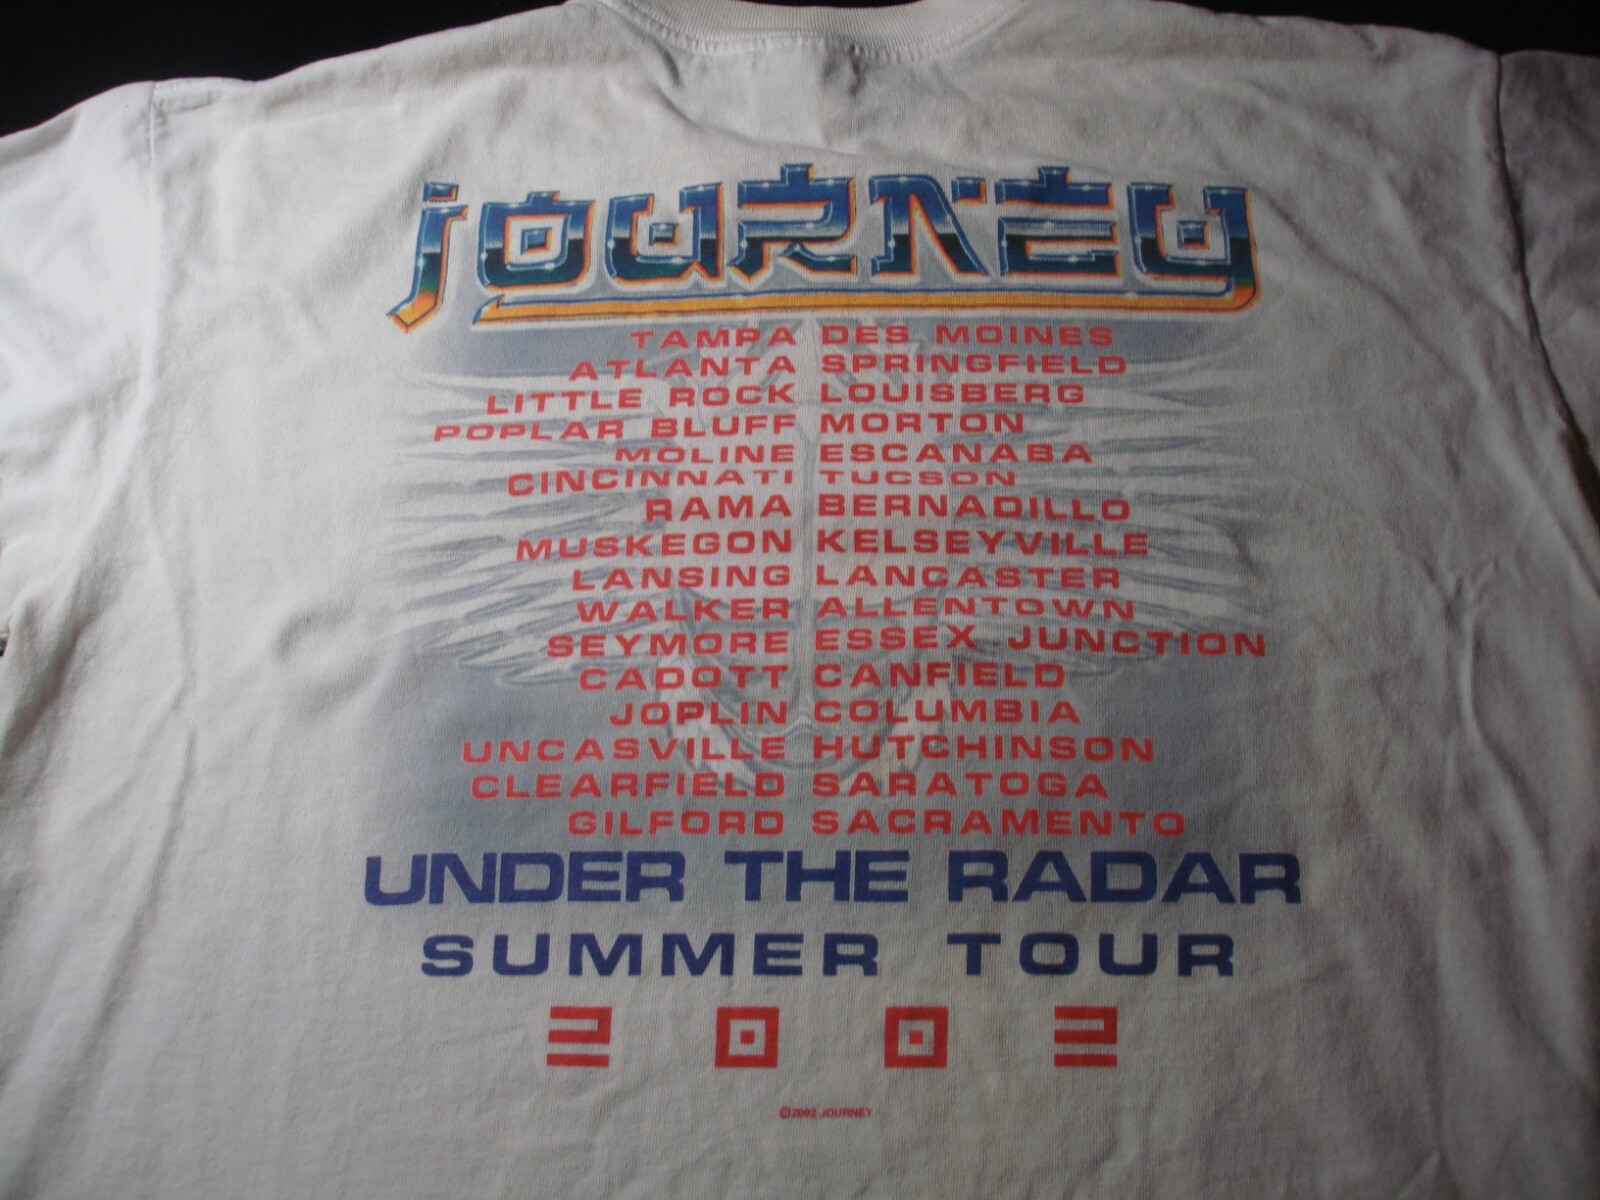 JOURNEY
TAMPA DES MOINES
ATLANTA SPRINGFIELD
LITTLE ROCK LOUISBERG
POPLAR BLUFF MORTON
MOLINE ESCANABA
CINCINNATI TUCSON
RAMA BERNADILLO
MUSKEGON KELSEYVILLE
LANSING LANCASTER
WALKER ALLENTOWN
SEYMORE ESSEX JUNCTION
CADOTT CANFIELD
JOPLIN COLUMBIA
UNCASVILLE HUTCHINSON
CLEARFIELD SARATOGA
GILFORD SACRAMENTO
UNDER THE RADAR
SUMMER TOUR
2002
©2002 JOURNEY